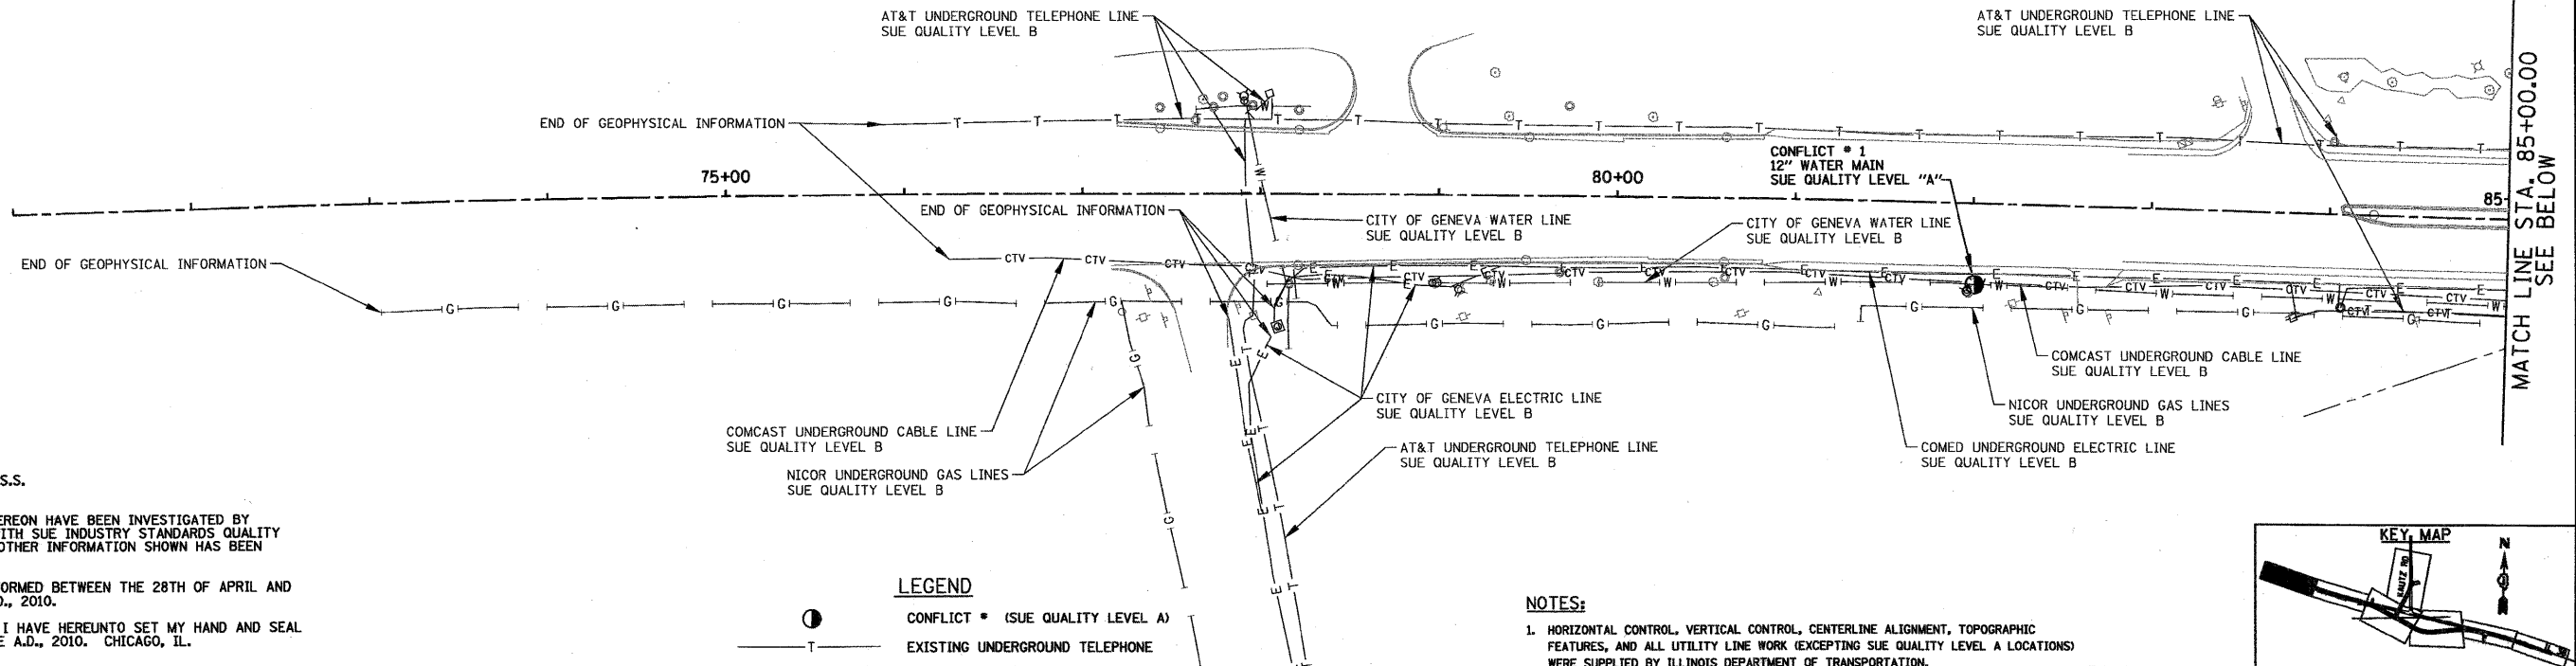 AT&T UNDERGROUND TELEPHONE LINE
SUE QUALITY LEVEL B
AT&T UNDERGROUND TELEPHONE LINE
SUE QUALITY LEVEL B
END OF GEOPHYSICAL INFORMATION
CONFLICT # 1
12" WATER MAIN
SUE QUALITY LEVEL "A"
75+00
80+00
85
MATCH LINE STA. 85+00.00
SEE BELOW
END OF GEOPHYSICAL INFORMATION
CITY OF GENEVA WATER LINE
SUE QUALITY LEVEL B
CITY OF GENEVA WATER LINE
SUE QUALITY LEVEL B
END OF GEOPHYSICAL INFORMATION
COMCAST UNDERGROUND CABLE LINE
SUE QUALITY LEVEL B
CITY OF GENEVA ELECTRIC LINE
SUE QUALITY LEVEL B
NICOR UNDERGROUND GAS LINES
SUE QUALITY LEVEL B
COMCAST UNDERGROUND CABLE LINE
SUE QUALITY LEVEL B
AT&T UNDERGROUND TELEPHONE LINE
SUE QUALITY LEVEL B
COMED UNDERGROUND ELECTRIC LINE
SUE QUALITY LEVEL B
NICOR UNDERGROUND GAS LINES
SUE QUALITY LEVEL B
S.S.
EREON HAVE BEEN INVESTIGATED BY
ITH SUE INDUSTRY STANDARDS QUALITY
OTHER INFORMATION SHOWN HAS BEEN
ORMED BETWEEN THE 28TH OF APRIL AND
D., 2010.
I HAVE HEREUNTO SET MY HAND AND SEAL
E A.D., 2010. CHICAGO, IL.
LEGEND
CONFLICT # (SUE QUALITY LEVEL A)
T EXISTING UNDERGROUND TELEPHONE
NOTES:
1. HORIZONTAL CONTROL, VERTICAL CONTROL, CENTERLINE ALIGNMENT, TOPOGRAPHIC
FEATURES, AND ALL UTILITY LINE WORK (EXCEPTING SUE QUALITY LEVEL A LOCATIONS)
WERE SUPPLIED BY ILLINOIS DEPARTMENT OF TRANSPORTATION.
KEY MAP
N
KAUTZ RD